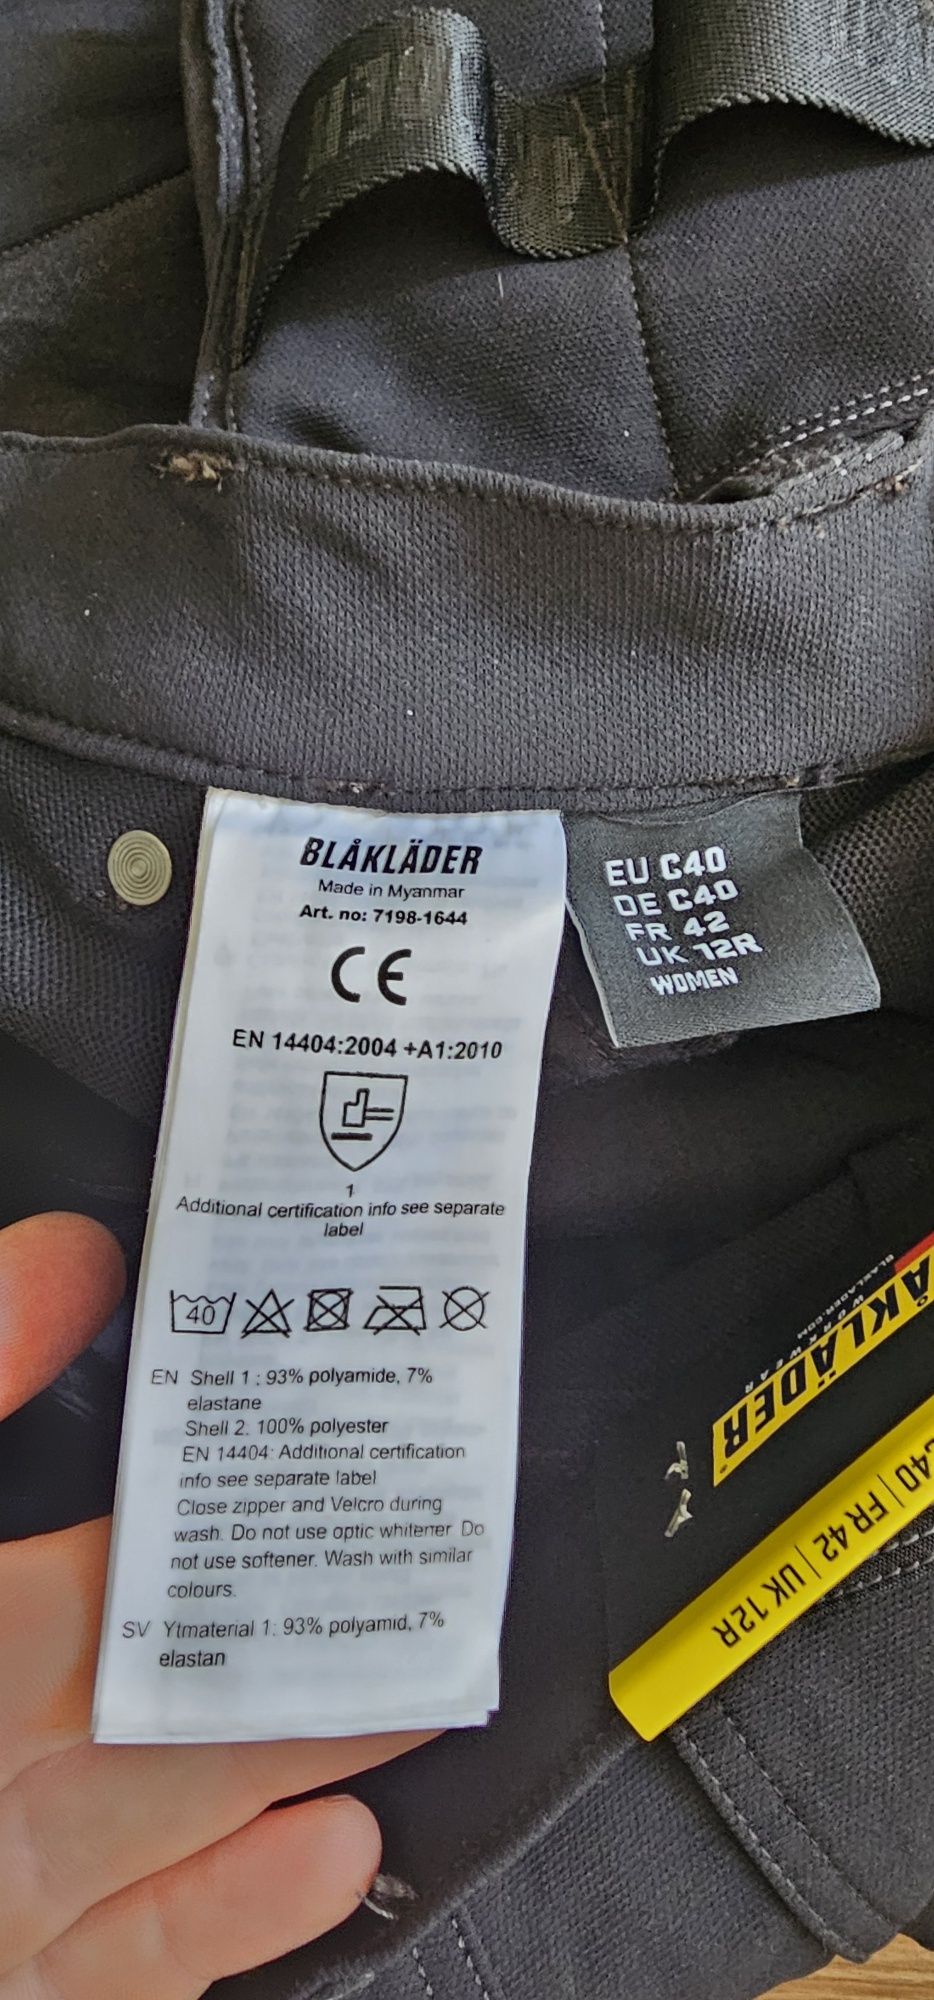 BLÅKLÄDER
Made in Myanmar
Art. no: 7198-1644
CE
EN 14404:2004 +A1:2010
1
Additional certification info see separate
label
40
EN Shell 1 : 93% polyamide, 7%
elastane
Shell 2: 100% polyester
EN 14404: Additional certification
info see separate label
Close zipper and Velcro during
wash. Do not use optic whitener. Do
not use softener. Wash with similar
colours.
SV Ytmaterial 1: 93% polyamid, 7%
elastan
EU C40
DE C40
FR 42
UK 12R
WOMEN
BLAKLADER.COM
WORKWEAR
ÅKLÄDER
C40 | FR 42 | UK 12R